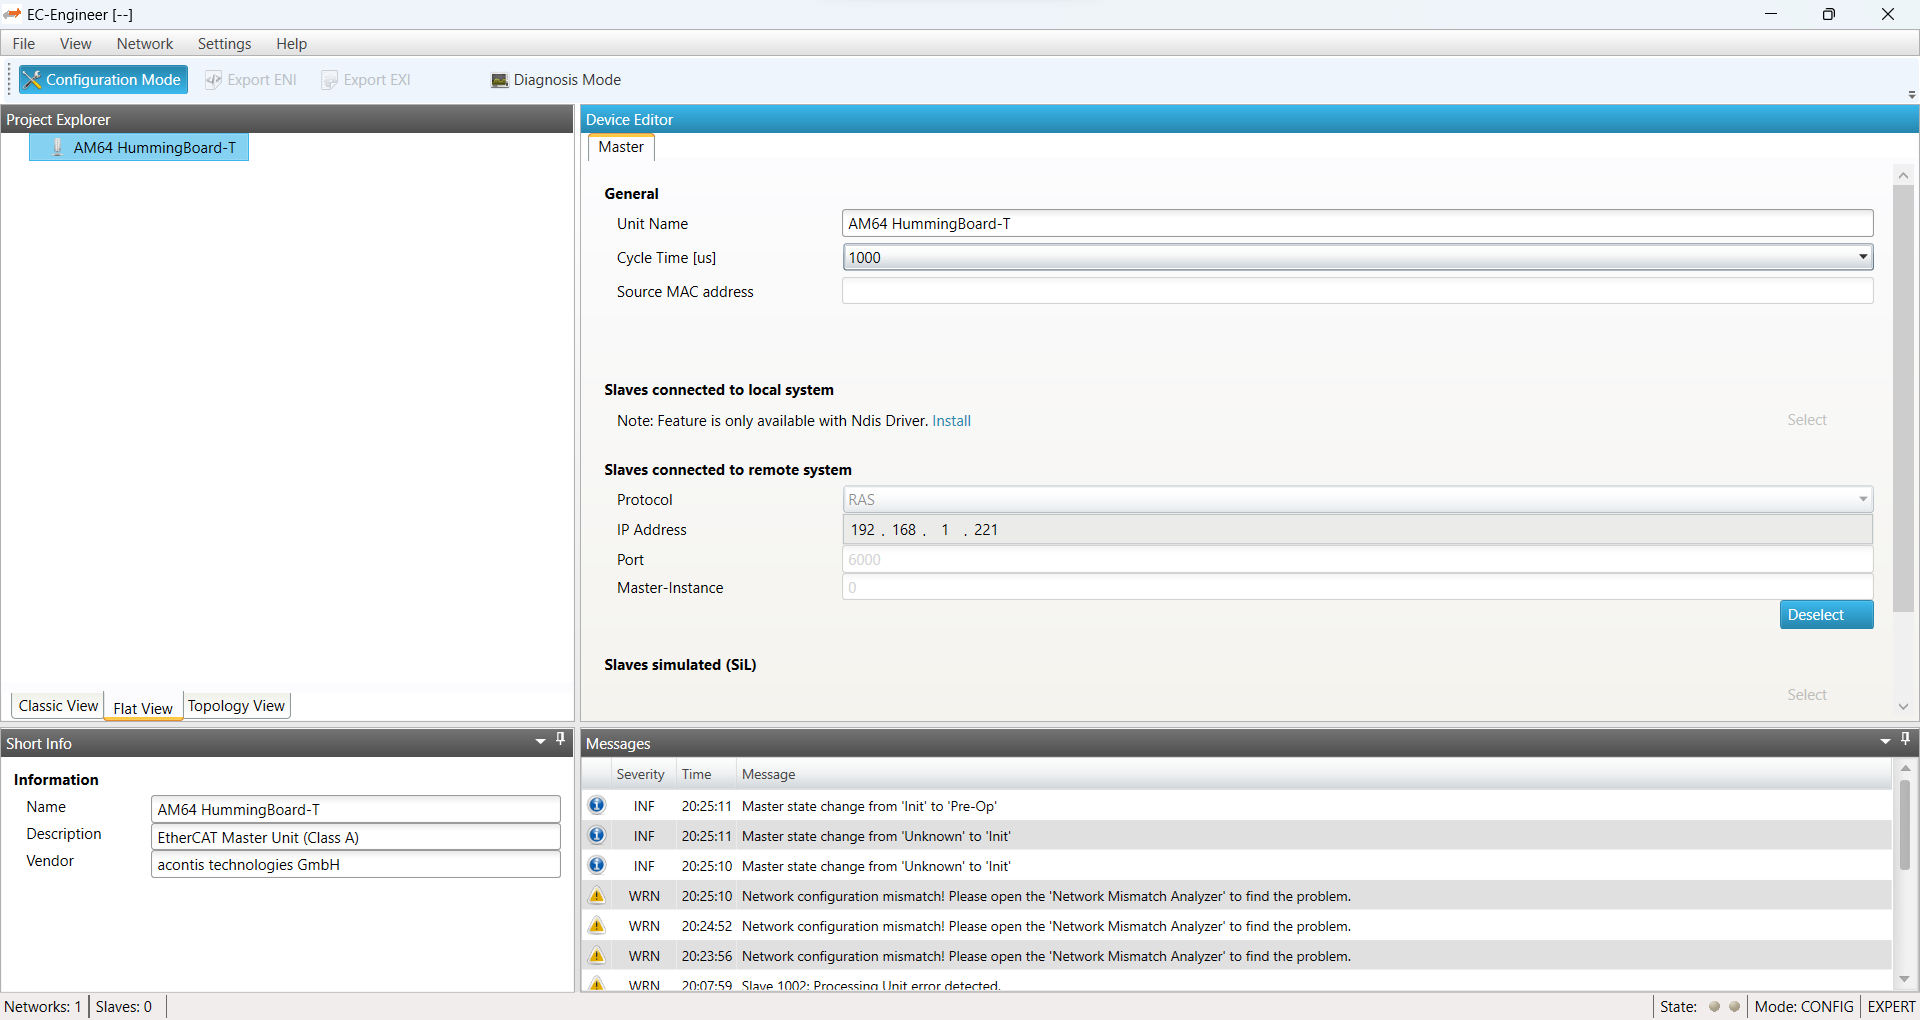 EC-Engineer [--]
File View Network Settings Help
Configuration Mode Export ENI Export EXI Diagnosis Mode
Project Explorer
AM64 HummingBoard-T
Classic View Flat View Topology View
Device Editor
Master
General
Unit Name AM64 HummingBoard-T
Cycle Time [us] 1000
Source MAC address
Slaves connected to local system
Note: Feature is only available with Ndis Driver. Install Select
Slaves connected to remote system
Protocol RAS
IP Address 192 . 168 . 1 . 221
Port 6000
Master-Instance 0
Deselect
Slaves simulated (SiL)
Select
Short Info
Information
Name AM64 HummingBoard-T
Description EtherCAT Master Unit (Class A)
Vendor acontis technologies GmbH
Messages
Severity Time Message
INF 20:25:11 Master state change from 'Init' to 'Pre-Op'
INF 20:25:11 Master state change from 'Unknown' to 'Init'
INF 20:25:10 Master state change from 'Unknown' to 'Init'
WRN 20:25:10 Network configuration mismatch! Please open the 'Network Mismatch Analyzer' to find the problem.
WRN 20:24:52 Network configuration mismatch! Please open the 'Network Mismatch Analyzer' to find the problem.
WRN 20:23:56 Network configuration mismatch! Please open the 'Network Mismatch Analyzer' to find the problem.
WRN 20:07:59 Slave 1002: Processing Unit error detected.
Networks: 1 Slaves: 0 State: Mode: CONFIG EXPERT